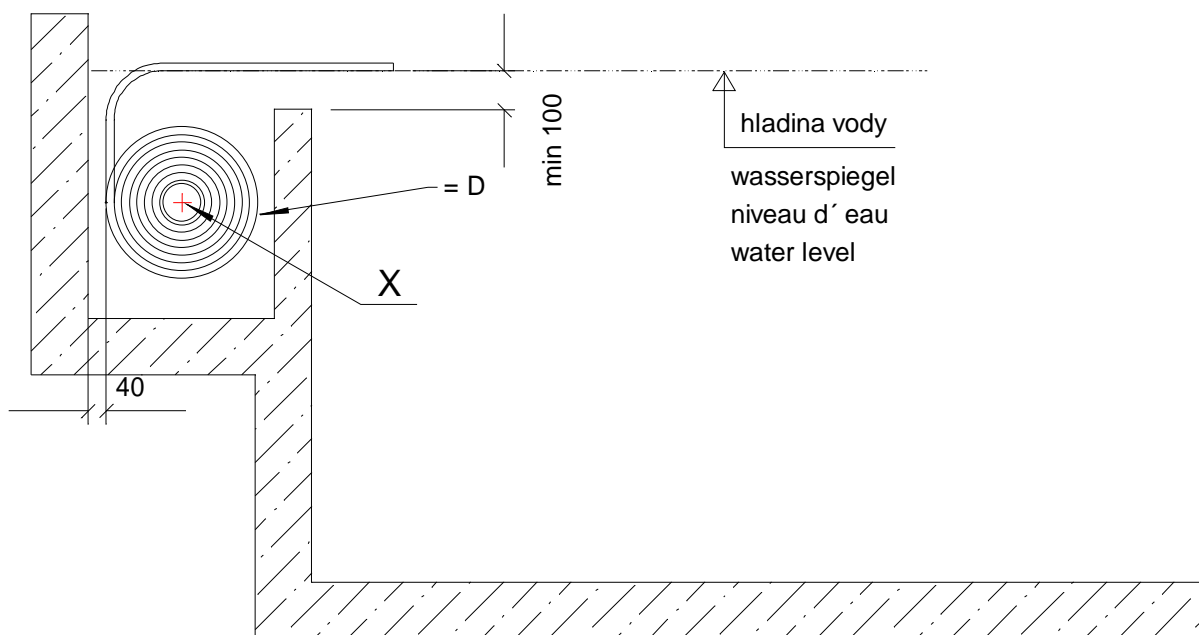 min 100
hladina vody
wasserspiegel
niveau d´ eau
water level
= D
X
40